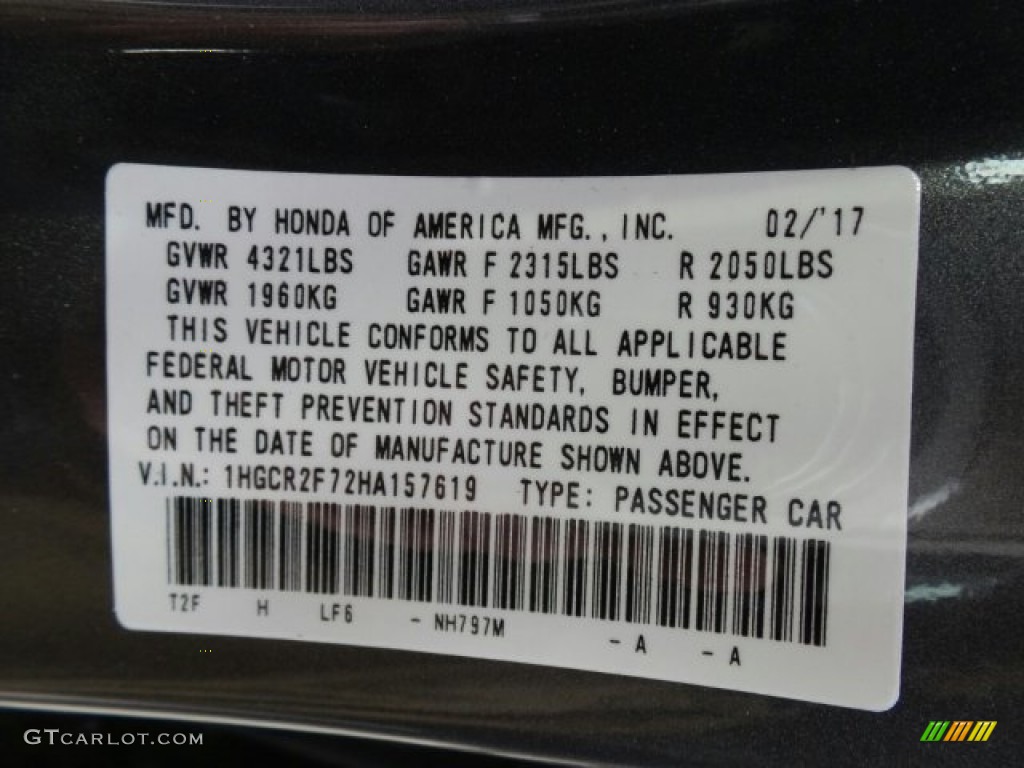 MFD. BY HONDA OF AMERICA MFG., INC. 02/'17
GVWR 4321LBS GAWR F 2315LBS R 2050LBS
GVWR 1960KG GAWR F 1050KG R 930KG
THIS VEHICLE CONFORMS TO ALL APPLICABLE
FEDERAL MOTOR VEHICLE SAFETY, BUMPER,
AND THEFT PREVENTION STANDARDS IN EFFECT
ON THE DATE OF MANUFACTURE SHOWN ABOVE.
V.I.N.: 1HGCR2F72HA157619 TYPE: PASSENGER CAR
T2F H LF6 - NH797M - A - A
GTCARLOT.COM